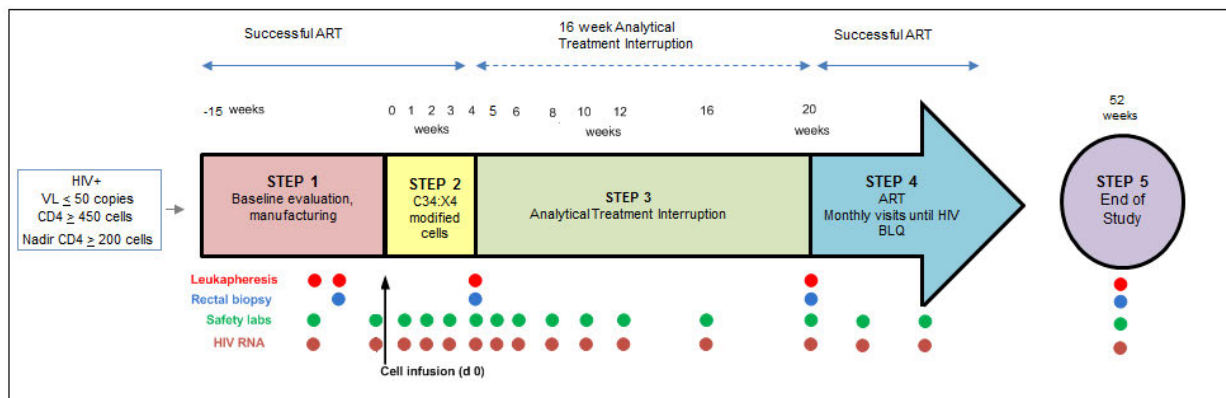 Successful ART
16 week Analytical
Treatment Interruption
Successful ART
-15 weeks
0 1 2 3 4 5 6 8 10 12 16 20
weeks
weeks
weeks
52
weeks
HIV+
VL ≤ 50 copies
CD4 ≥ 450 cells
Nadir CD4 ≥ 200 cells
STEP 1
Baseline evaluation,
manufacturing
STEP 2
C34:X4
modified
cells
STEP 3
Analytical Treatment Interruption
STEP 4
ART
Monthly visits until HIV
BLQ
STEP 5
End of
Study
Leukapheresis
Rectal biopsy
Safety labs
HIV RNA
Cell infusion (d 0)